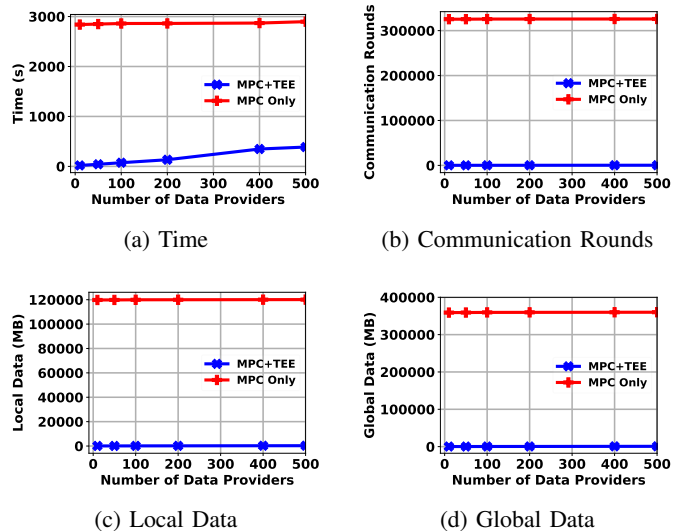 3000
2000
1000
0
Time (s)
MPC+TEE
MPC Only
0 100 200 300 400 500
Number of Data Providers
(a) Time
300000
200000
100000
0
Communication Rounds
MPC+TEE
MPC Only
0 100 200 300 400 500
Number of Data Providers
(b) Communication Rounds
120000
100000
80000
60000
40000
20000
0
Local Data (MB)
MPC+TEE
MPC Only
0 100 200 300 400 500
Number of Data Providers
(c) Local Data
400000
300000
200000
100000
0
Global Data (MB)
MPC+TEE
MPC Only
0 100 200 300 400 500
Number of Data Providers
(d) Global Data